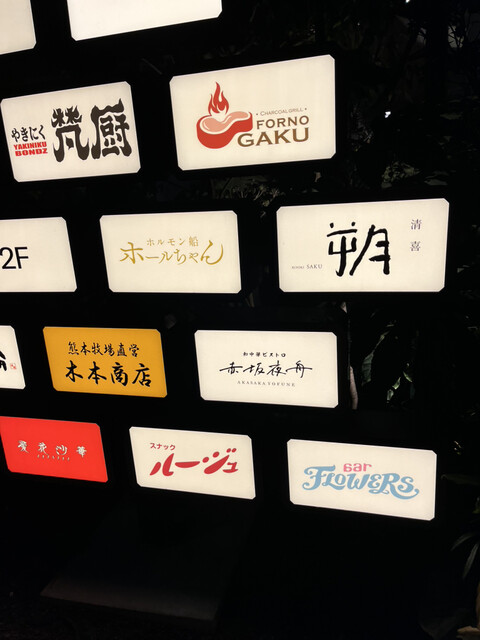 やきにく
YAKINIKU
BONDZ
梵厨
CHARCOAL GRILL
FORNO
GAKU
2F
ホルモン船
ホールちゃん
清喜
朔
SAKU
熊本牧場直営
木本商店
和中華ビストロ
赤坂夜舟
AKASAKA YOFUNE
スナック
ルージュ
Bar
FLOWERS